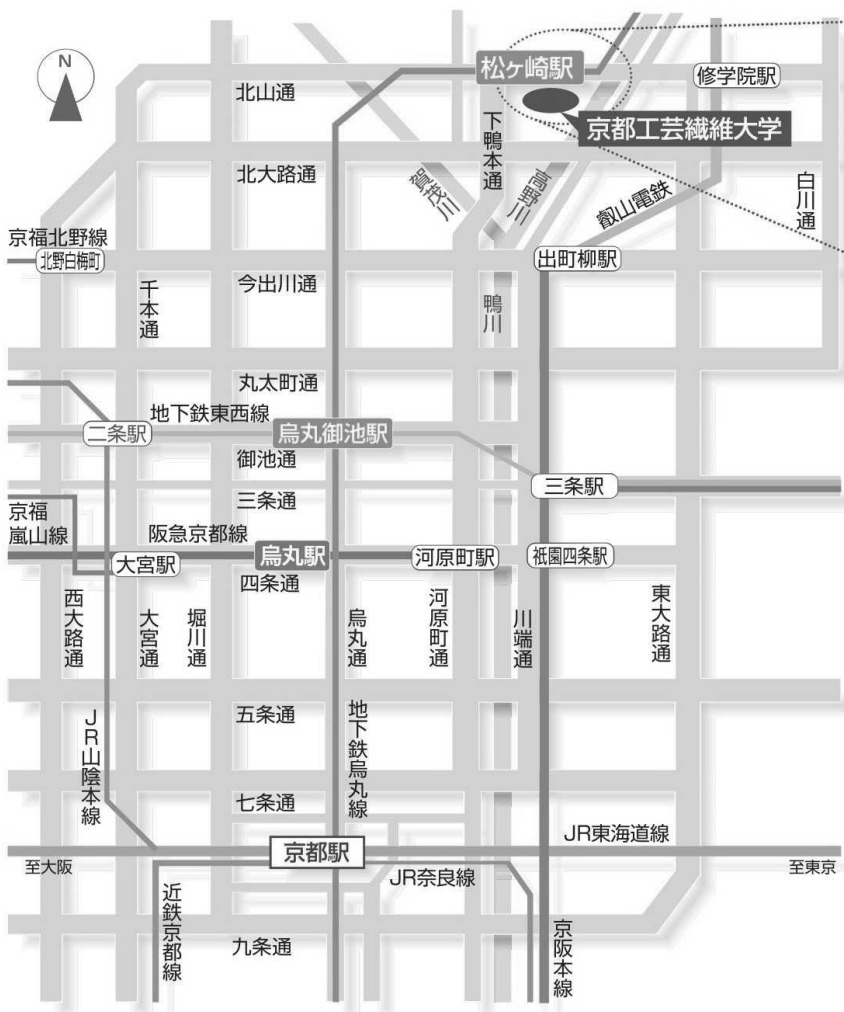 N
松ヶ崎駅
修学院駅
北山通
京都工芸繊維大学
下鴨本通
北大路通
賀茂川
高野川
叡山電鉄
白川通
京福北野線
北野白梅町
出町柳駅
今出川通
千本通
鴨川
丸太町通
地下鉄東西線
二条駅
烏丸御池駅
御池通
三条駅
三条通
京福
嵐山線
阪急京都線
大宮駅
烏丸駅
河原町駅
祇園四条駅
四条通
西大路通
大宮通
堀川通
烏丸通
河原町通
川端通
東大路通
五条通
JR山陰本線
地下鉄烏丸線
七条通
京都駅
JR東海道線
至大阪
至東京
JR奈良線
近鉄京都線
九条通
京阪本線